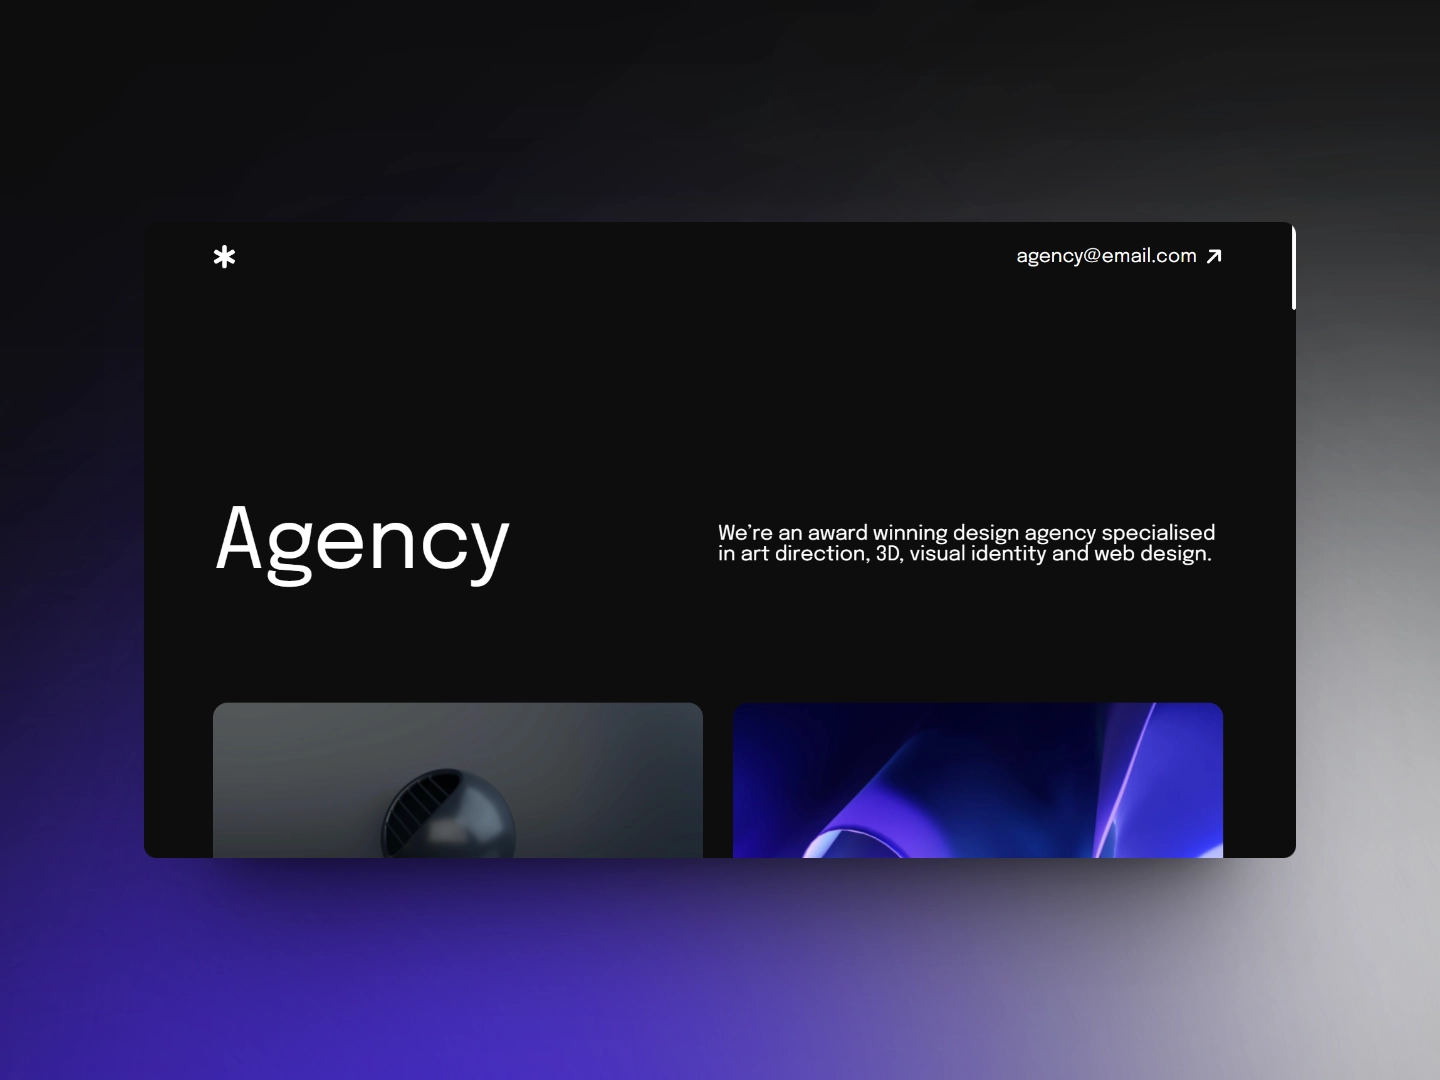 agency@email.com
Agency
We’re an award winning design agency specialised
in art direction, 3D, visual identity and web design.